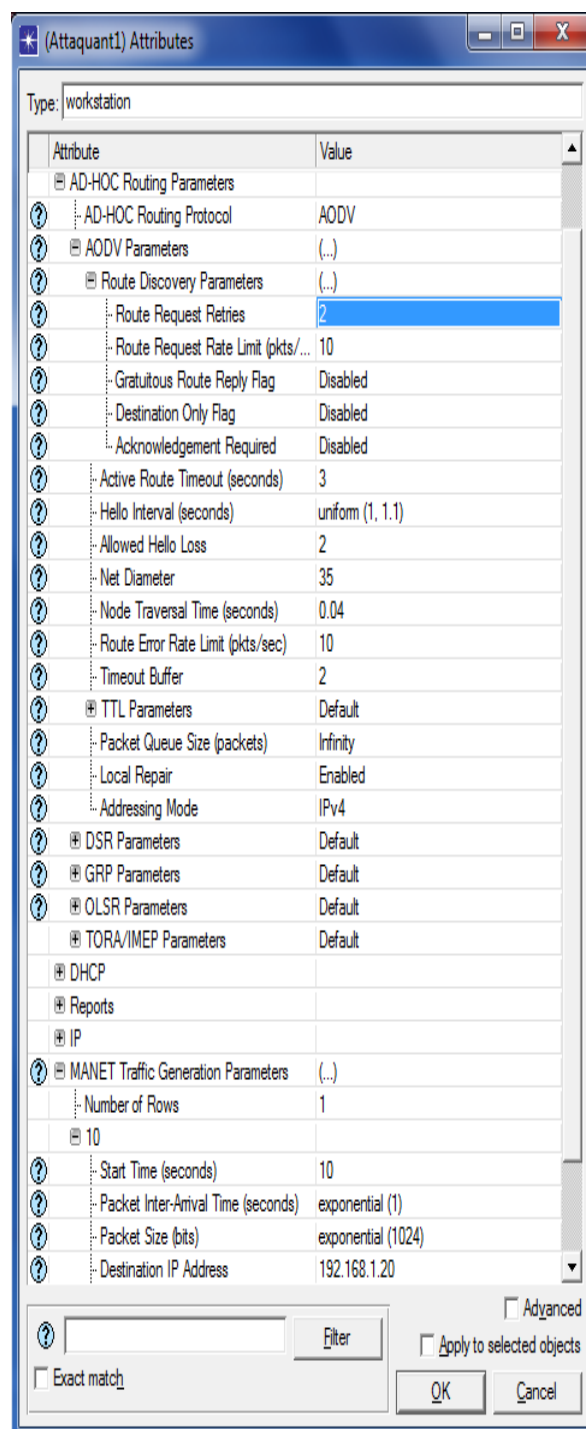 (Attaquant1) Attributes
Type: workstation
Attribute Value
AD-HOC Routing Parameters
AD-HOC Routing Protocol AODV
AODV Parameters (...)
Route Discovery Parameters (...)
Route Request Retries 2
Route Request Rate Limit (pkts/... 10
Gratuitous Route Reply Flag Disabled
Destination Only Flag Disabled
Acknowledgement Required Disabled
Active Route Timeout (seconds) 3
Hello Interval (seconds) uniform (1, 1.1)
Allowed Hello Loss 2
Net Diameter 35
Node Traversal Time (seconds) 0.04
Route Error Rate Limit (pkts/sec) 10
Timeout Buffer 2
TTL Parameters Default
Packet Queue Size (packets) Infinity
Local Repair Enabled
Addressing Mode IPv4
DSR Parameters Default
GRP Parameters Default
OLSR Parameters Default
TORA/IMEP Parameters Default
DHCP
Reports
IP
MANET Traffic Generation Parameters (...)
Number of Rows 1
10
Start Time (seconds) 10
Packet Inter-Arrival Time (seconds) exponential (1)
Packet Size (bits) exponential (1024)
Destination IP Address 192.168.1.20
Advanced
Filter Apply to selected objects
Exact match
OK Cancel